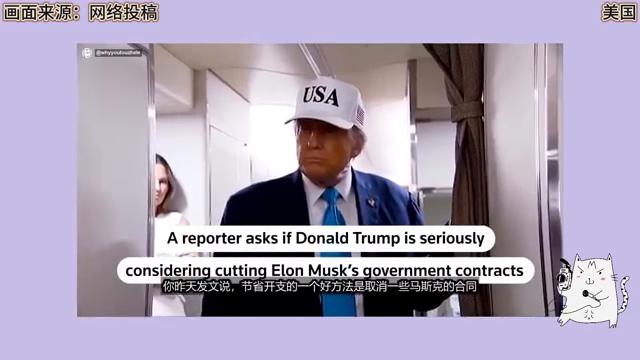 画面来源：网络投稿
美国
@whyyoutouzhele
USA
A reporter asks if Donald Trump is seriously
considering cutting Elon Musk's government contracts
你昨天发文说，节省开支的一个好方法是取消一些马斯克的合同